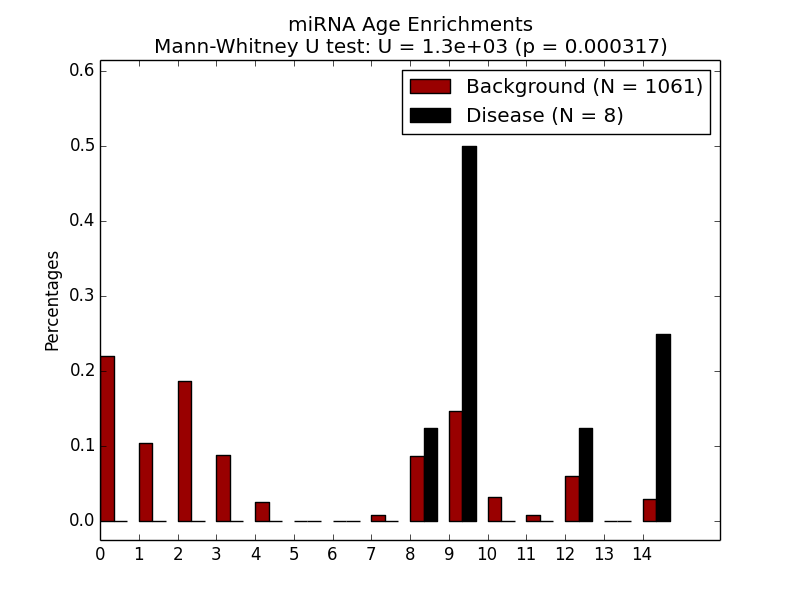 miRNA Age Enrichments
Mann-Whitney U test: U = 1.3e+03 (p = 0.000317)
Background (N = 1061)
Disease (N = 8)
Percentages
0.6
0.5
0.4
0.3
0.2
0.1
0.0
0 1 2 3 4 5 6 7 8 9 10 11 12 13 14